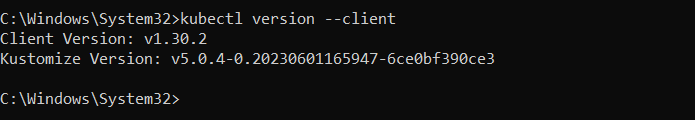 C:\Windows\System32>kubectl version --client
Client Version: v1.30.2
Kustomize Version: v5.0.4-0.20230601165947-6ce0bf390ce3
C:\Windows\System32>